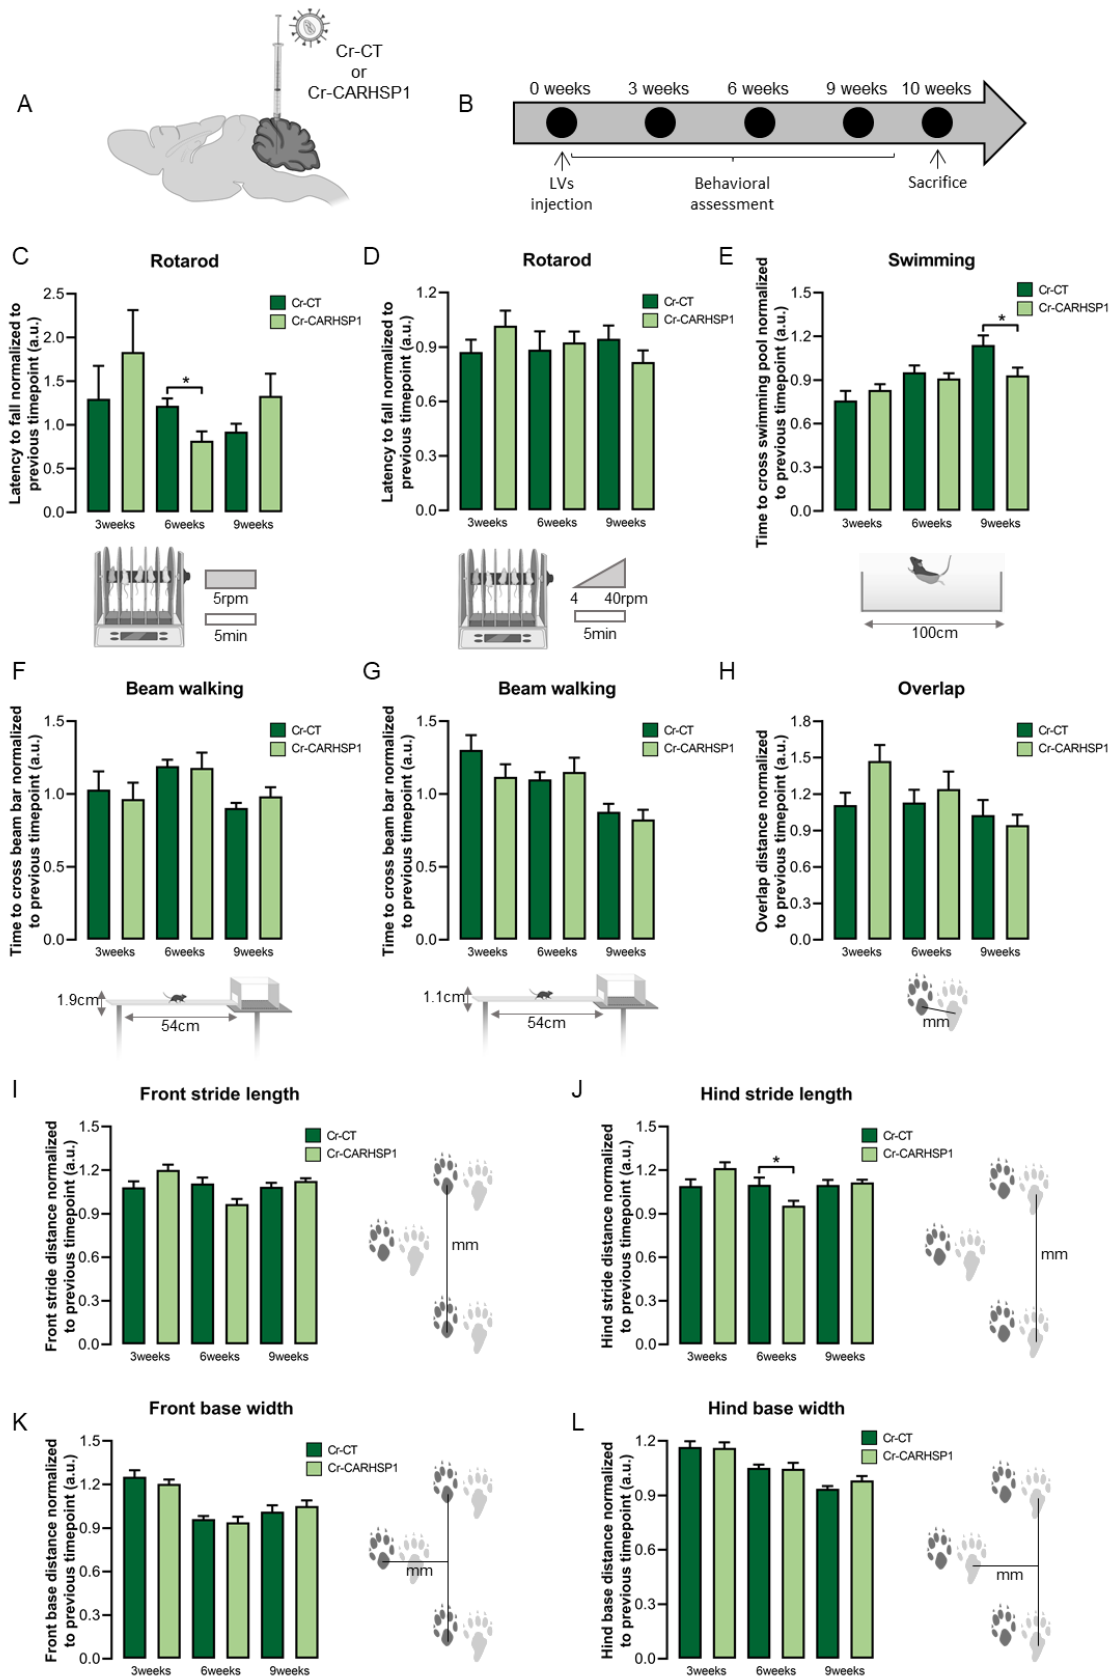 A
Cr-CT
or
Cr-CARHSP1
B
0 weeks
3 weeks
6 weeks
9 weeks
10 weeks
LVs
injection
Behavioral
assessment
Sacrifice
C
Rotarod
Latency to fall normalized to
previous timepoint (a.u.)
2.5
2.0
1.5
1.0
0.5
0.0
*
Cr-CT
Cr-CARHSP1
3weeks
6weeks
9weeks
5rpm
5min
D
Rotarod
Latency to fall normalized to
previous timepoint (a.u.)
1.2
0.9
0.6
0.3
0.0
Cr-CT
Cr-CARHSP1
3weeks
6weeks
9weeks
4
40rpm
5min
E
Swimming
Time to cross swimming pool normalized
to previous timepoint (a.u.)
1.5
1.2
0.9
0.6
0.3
0.0
*
Cr-CT
Cr-CARHSP1
3weeks
6weeks
9weeks
100cm
F
Beam walking
Time to cross beam bar normalized
to previous timepoint (a.u.)
1.5
1.0
0.5
0.0
Cr-CT
Cr-CARHSP1
3weeks
6weeks
9weeks
1.9cm
54cm
G
Beam walking
Time to cross beam bar normalized
to previous timepoint (a.u.)
1.5
1.0
0.5
0.0
Cr-CT
Cr-CARHSP1
3weeks
6weeks
9weeks
1.1cm
54cm
H
Overlap
Overlap distance normalized
to previous timepoint (a.u.)
1.8
1.5
1.2
0.9
0.6
0.3
0.0
Cr-CT
Cr-CARHSP1
3weeks
6weeks
9weeks
mm
I
Front stride length
Front stride distance normalized
to previous timepoint (a.u.)
1.5
1.2
0.9
0.6
0.3
0.0
Cr-CT
Cr-CARHSP1
3weeks
6weeks
9weeks
mm
J
Hind stride length
Hind stride distance normalized
to previous timepoint (a.u.)
1.5
1.2
0.9
0.6
0.3
0.0
*
Cr-CT
Cr-CARHSP1
3weeks
6weeks
9weeks
mm
K
Front base width
Front base distance normalized
to previous timepoint (a.u.)
1.5
1.2
0.9
0.6
0.3
0.0
Cr-CT
Cr-CARHSP1
3weeks
6weeks
9weeks
mm
L
Hind base width
Hind base distance normalized
to previous timepoint (a.u.)
1.2
0.9
0.6
0.3
0.0
Cr-CT
Cr-CARHSP1
3weeks
6weeks
9weeks
mm